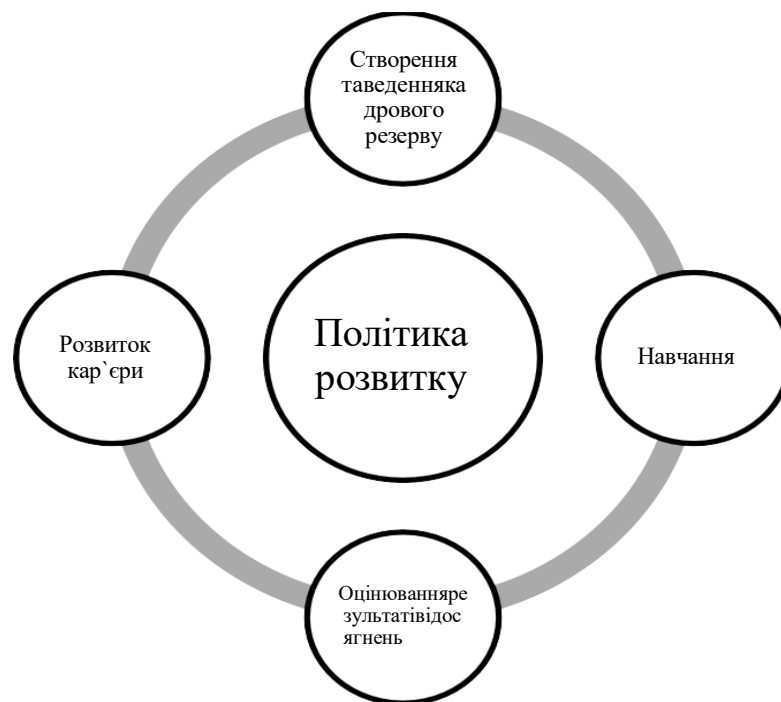 Створення
таведенняка
дрового
резерву
Розвиток
кар`єри
Політика
розвитку
Навчання
Оцінюванняре
зультатівідос
ягнень